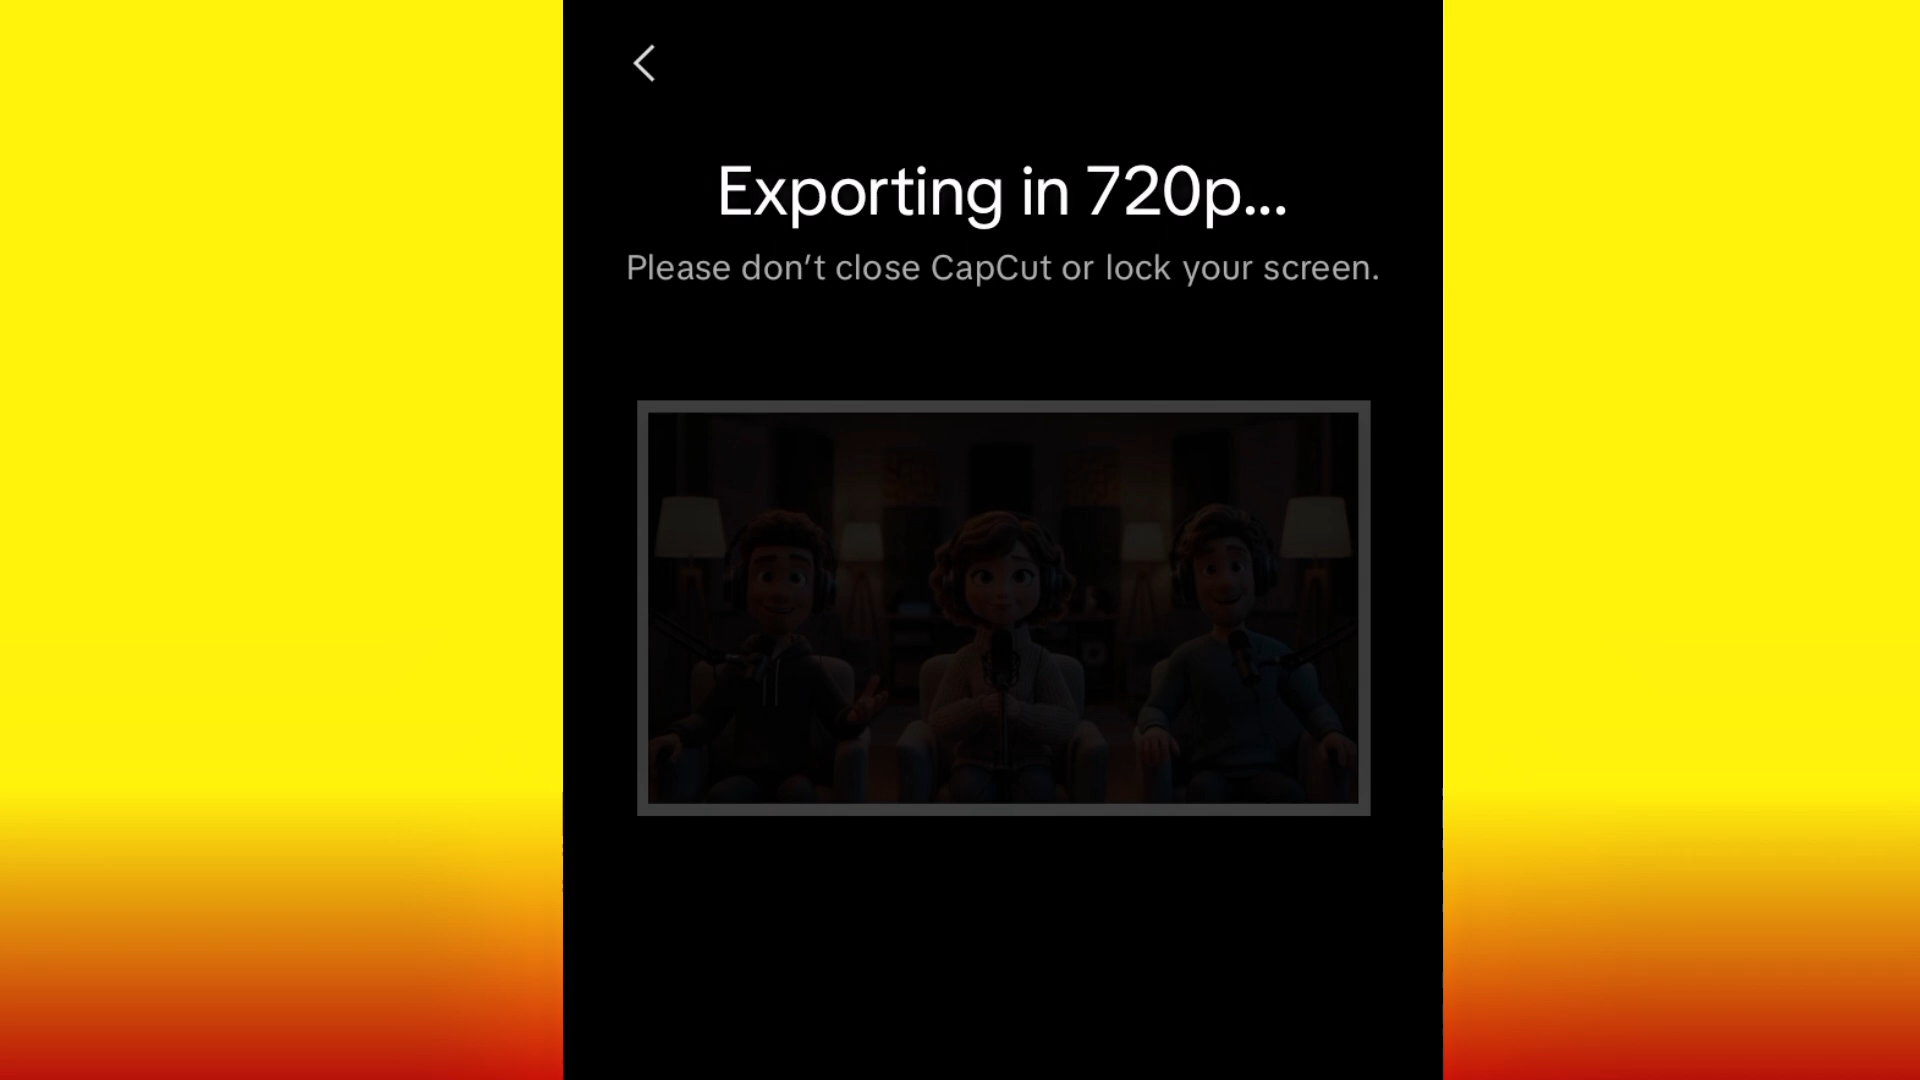 Exporting in 720p...
Please don’t close CapCut or lock your screen.